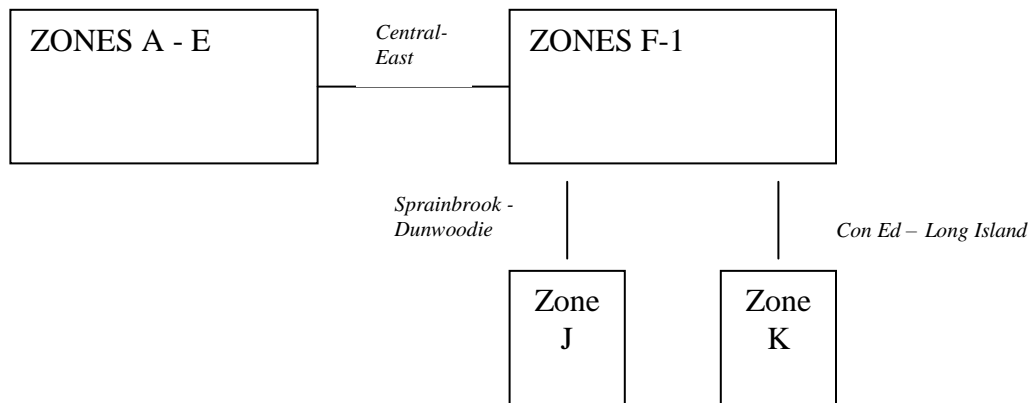 ZONES A - E
Central-
East
ZONES F-1
Sprainbrook -
Dunwoodie
Con Ed – Long Island
Zone
J
Zone
K